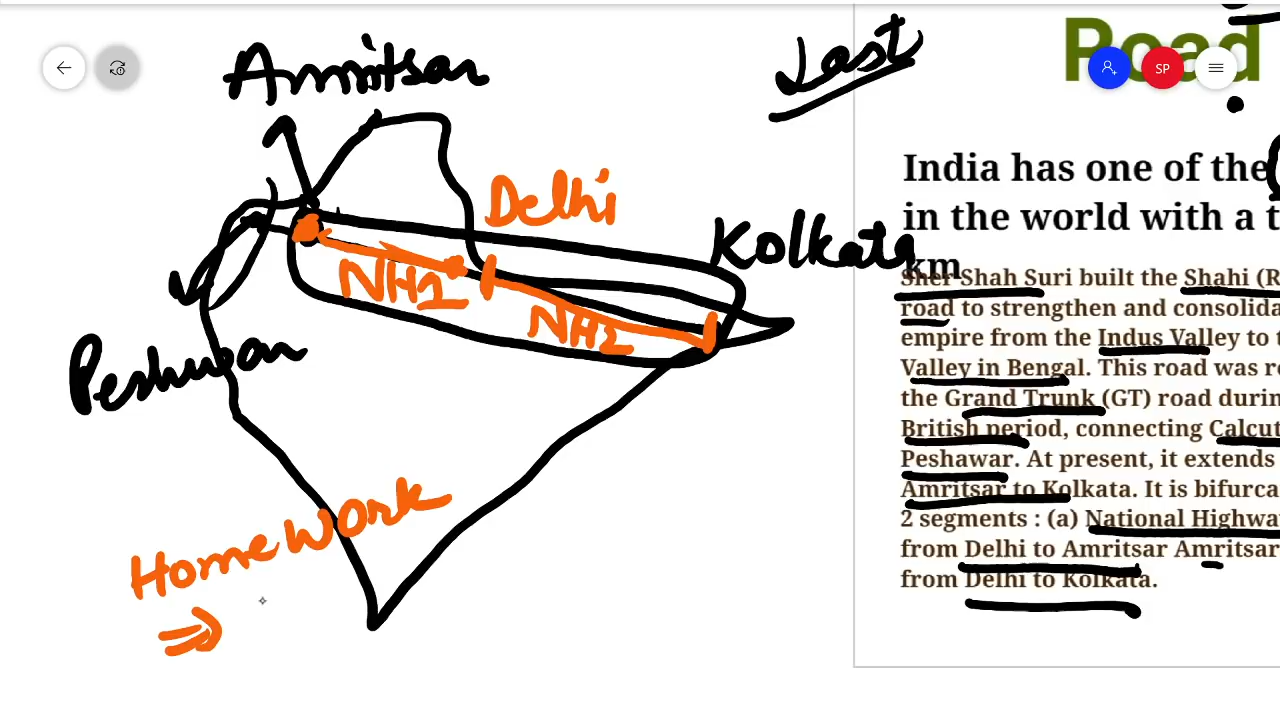 Amritsar
Last
Road
SP
Delhi
Kolkata
NH1
NH2
Peshwar
Home Work
India has one of the
in the world with a t
km
Sher Shah Suri built the Shahi (R
road to strengthen and consolida
empire from the Indus Valley to t
Valley in Bengal. This road was re
the Grand Trunk (GT) road durin
British period, connecting Calcut
Peshawar. At present, it extends
Amritsar to Kolkata. It is bifurca
2 segments : (a) National Highwa
from Delhi to Amritsar Amritsar
from Delhi to Kolkata.